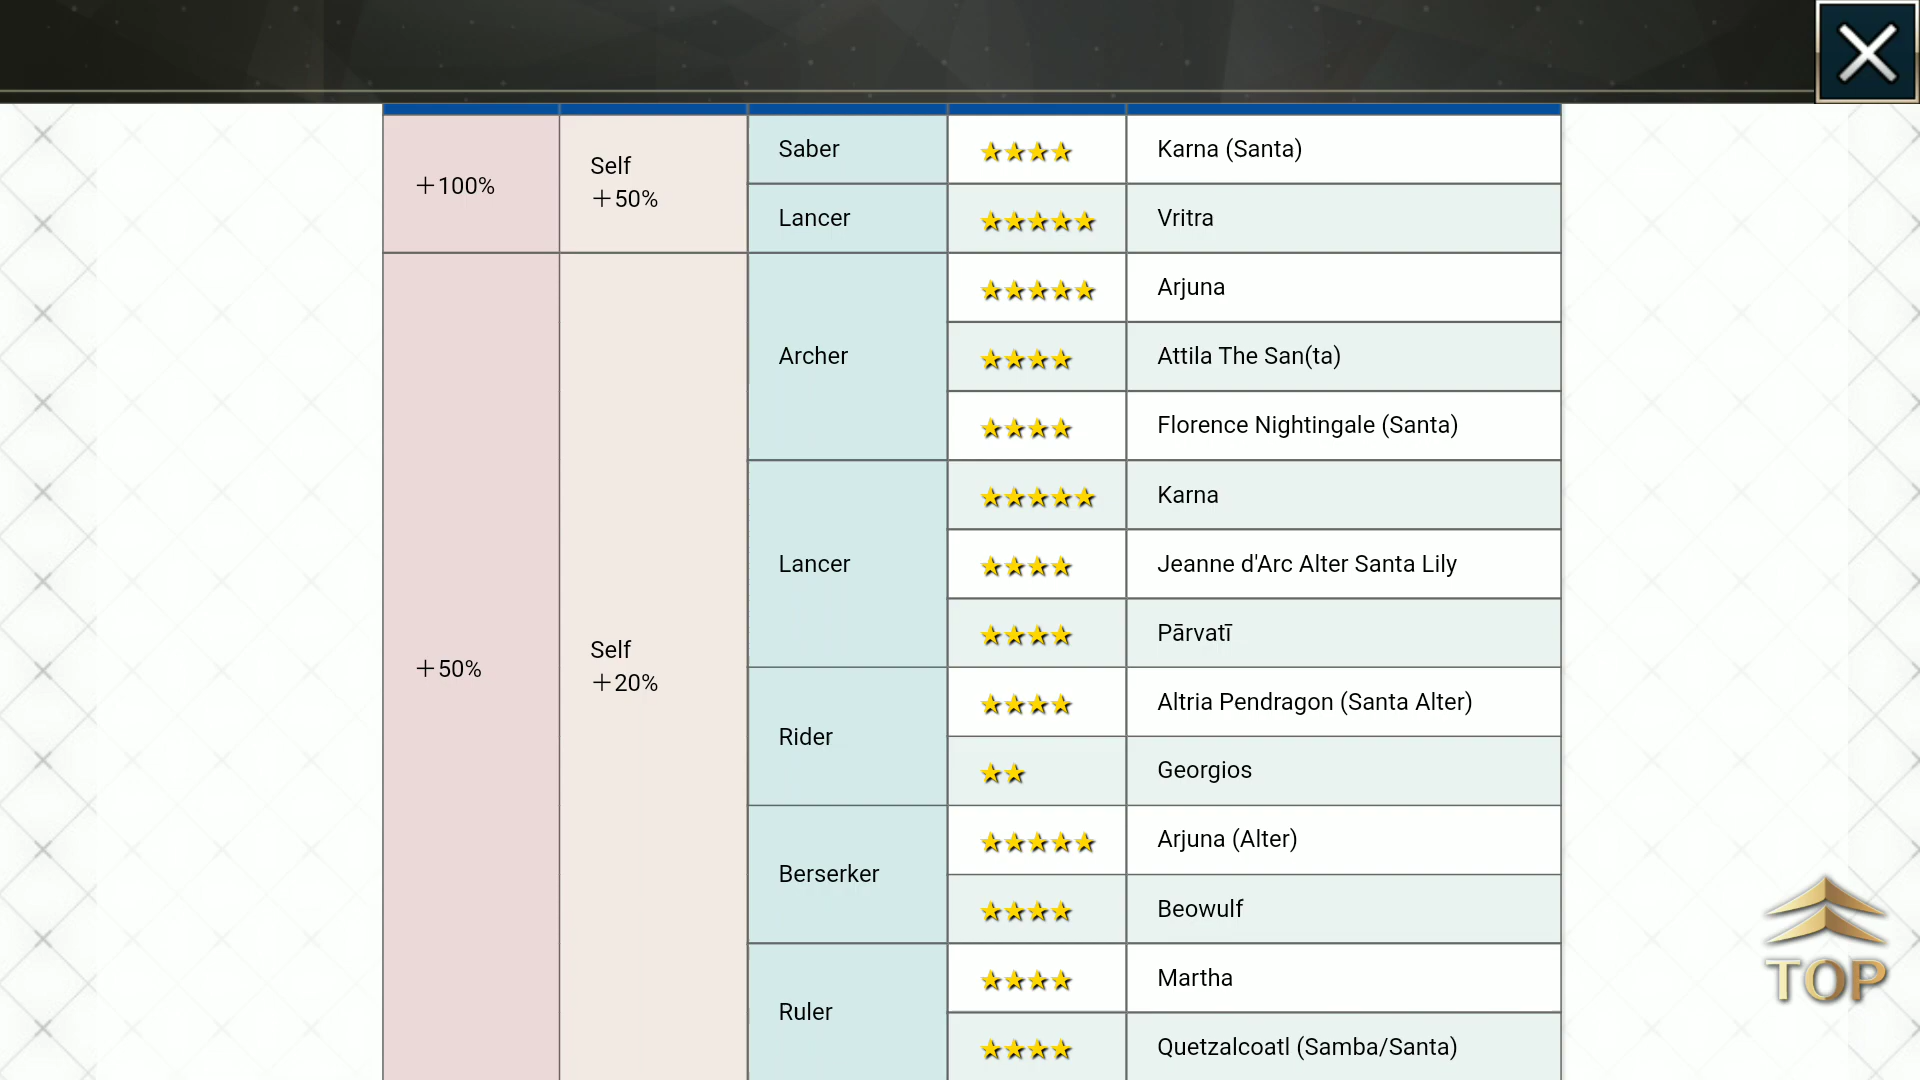 +100%
Self
+50%
Saber
★★★★
Karna (Santa)
Lancer
★★★★★
Vritra
+50%
Self
+20%
Archer
★★★★★
Arjuna
★★★★
Attila The San(ta)
★★★★
Florence Nightingale (Santa)
Lancer
★★★★★
Karna
★★★★
Jeanne d'Arc Alter Santa Lily
★★★★
Pārvatī
Rider
★★★★
Altria Pendragon (Santa Alter)
★★
Georgios
Berserker
★★★★★
Arjuna (Alter)
★★★★
Beowulf
Ruler
★★★★
Martha
★★★★
Quetzalcoatl (Samba/Santa)
TOP